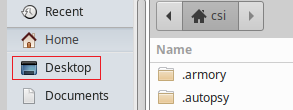 Recent
Home
Desktop
Documents
csi
Name
.armory
.autopsy